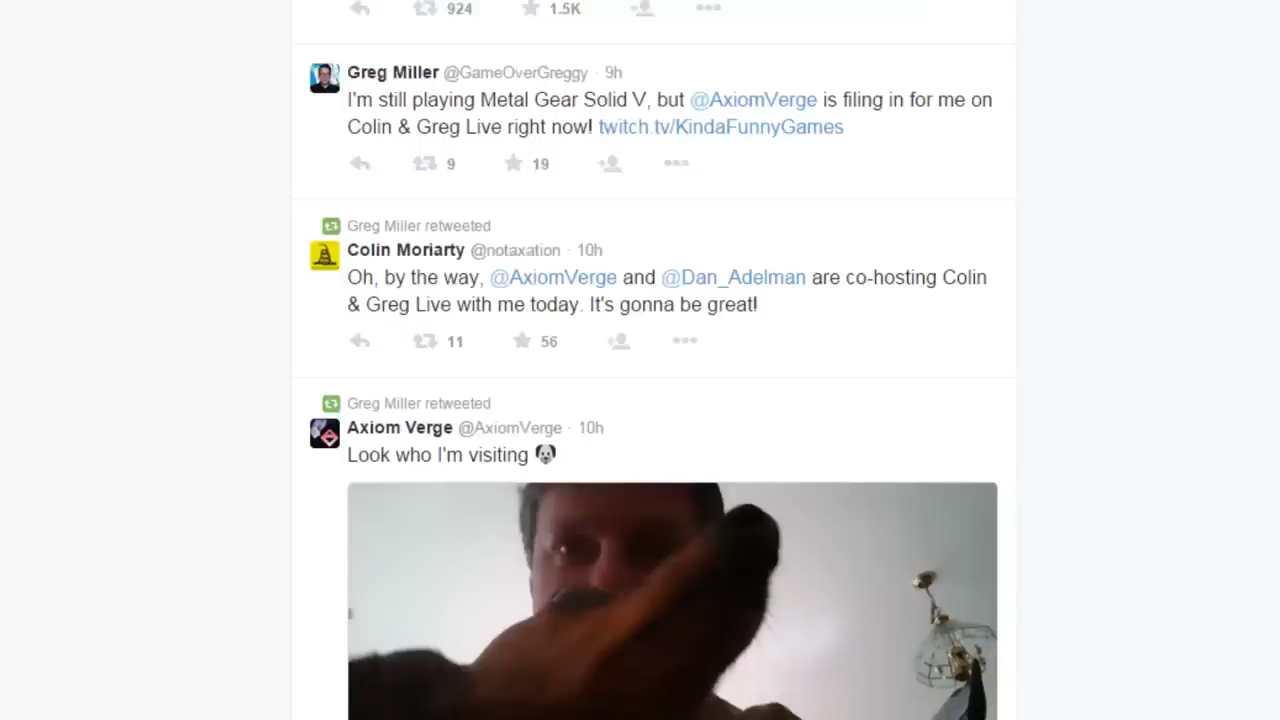 924 1.5K
Greg Miller @GameOverGreggy · 9h
I'm still playing Metal Gear Solid V, but @AxiomVerge is filing in for me on
Colin & Greg Live right now! twitch.tv/KindaFunnyGames
9 19
Greg Miller retweeted
Colin Moriarty @notaxation · 10h
Oh, by the way, @AxiomVerge and @Dan_Adelman are co-hosting Colin
& Greg Live with me today. It's gonna be great!
11 56
Greg Miller retweeted
Axiom Verge @AxiomVerge · 10h
Look who I'm visiting 🐶